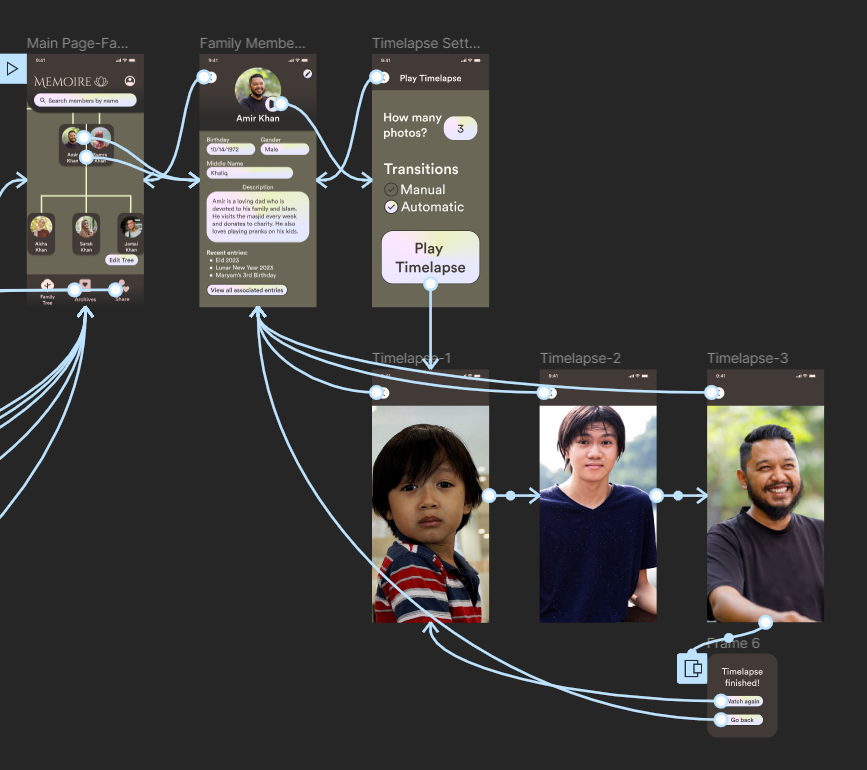 Main Page-Fa...
9:41
MEMOIRE
Search members by name
Amir
Khan
Khan
Aisha
Khan
Sarah
Khan
Jamal
Khan
Edit Tree
Family
Tree
Archives
Share
Family Membe...
9:41
Amir Khan
Birthday
Gender
10/14/1972
Male
Middle Name
Khaliq
Description
Amir is a loving dad who is
devoted to his family and Islam.
He visits the masjid every week
and donates to charity. He also
loves playing pranks on his kids.
Recent entries:
Eid 2023
Lunar New Year 2023
Maryam's 3rd Birthday
View all associated entries
Timelapse Sett...
9:41
Play Timelapse
How many
photos?
3
Transitions
Manual
Automatic
Play
Timelapse
Timelapse-1
9:41
Timelapse-2
9:41
Timelapse-3
9:41
Frame 6
Timelapse
finished!
Watch again
Go back